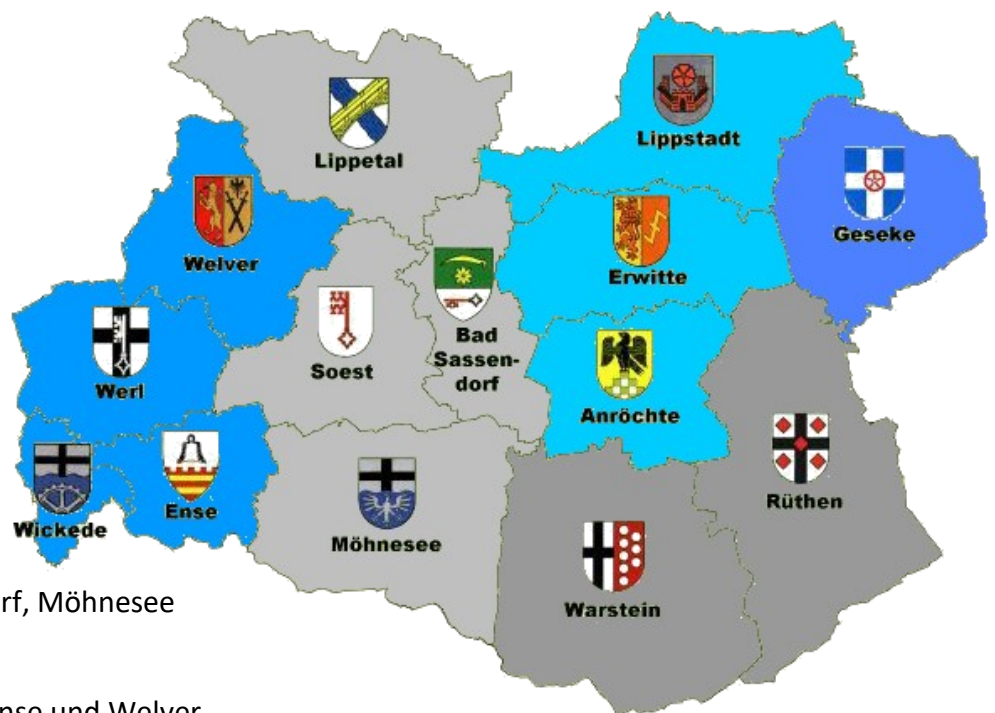 Lippetal
Lippstadt
Geseke
Welver
Erwitte
Bad
Sassen-
dorf
Soest
Werl
Anröchte
Rüthen
Wickede
Ense
Möhnesee
Warstein
rf, Möhnesee
nse und Welver